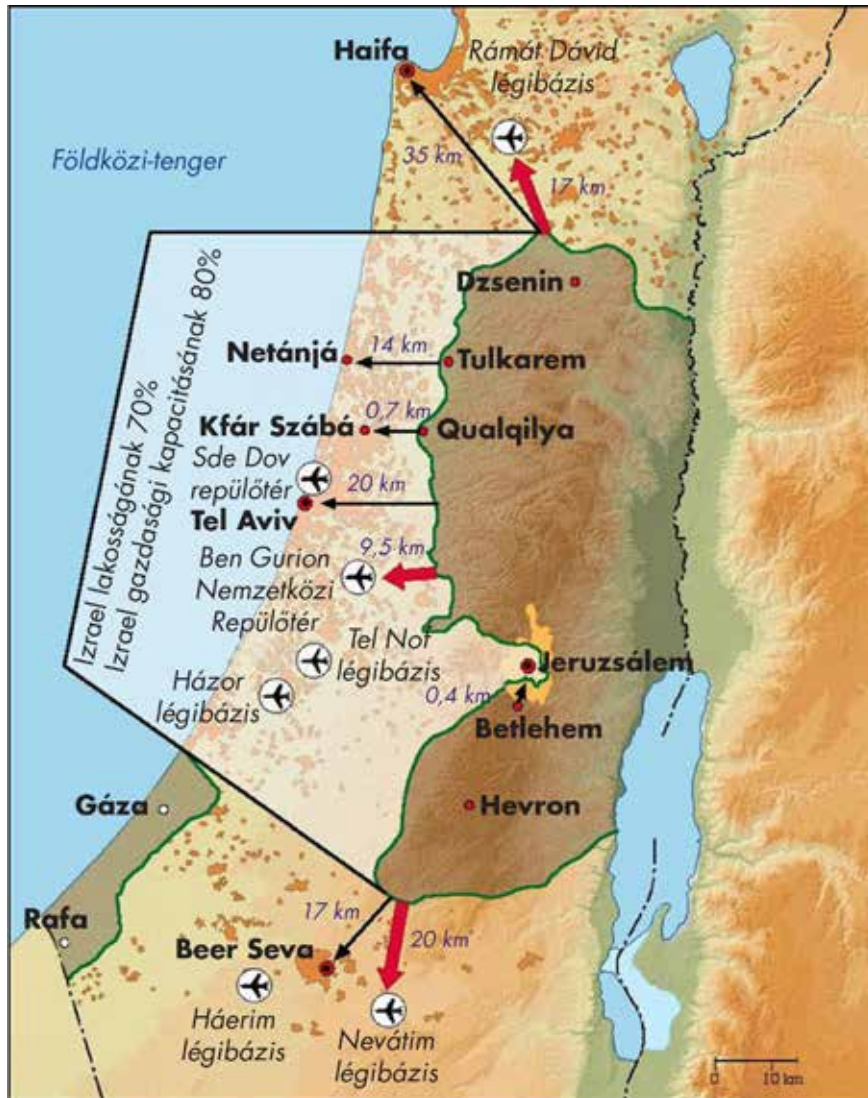 Haifa
Rámát Dávid
légibázis
Földközi-tenger
35 km
17 km
Dzsenin
Izrael lakosságának 70%
Izrael gazdasági kapacitásának 80%
Netánjá
14 km
Tulkarem
0,7 km
Kfár Szábá
Qualqilya
Sde Dov
repülőtér
20 km
Tel Aviv
9,5 km
Ben Gurion
Nemzetközi
Repülőtér
Tel Nof
légibázis
Jeruzsálem
Házor
légibázis
0,4 km
Betlehem
Gáza
Hevron
17 km
20 km
Rafa
Beer Seva
Háerim
légibázis
Nevátim
légibázis
0 10 km